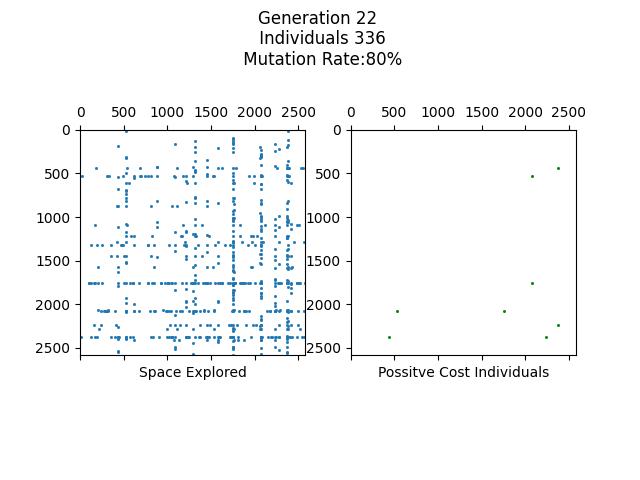 Generation 22
Individuals 336
Mutation Rate:80%
0 500 1000 1500 2000 2500
0
500
1000
1500
2000
2500
Space Explored
0 500 1000 1500 2000 2500
0
500
1000
1500
2000
2500
Possitve Cost Individuals